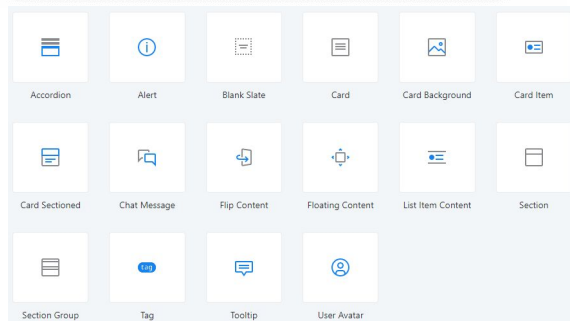 Accordion
Alert
Blank Slate
Card
Card Background
Card Item
Card Sectioned
Chat Message
Flip Content
Floating Content
List Item Content
Section
tag
Section Group
Tag
Tooltip
User Avatar